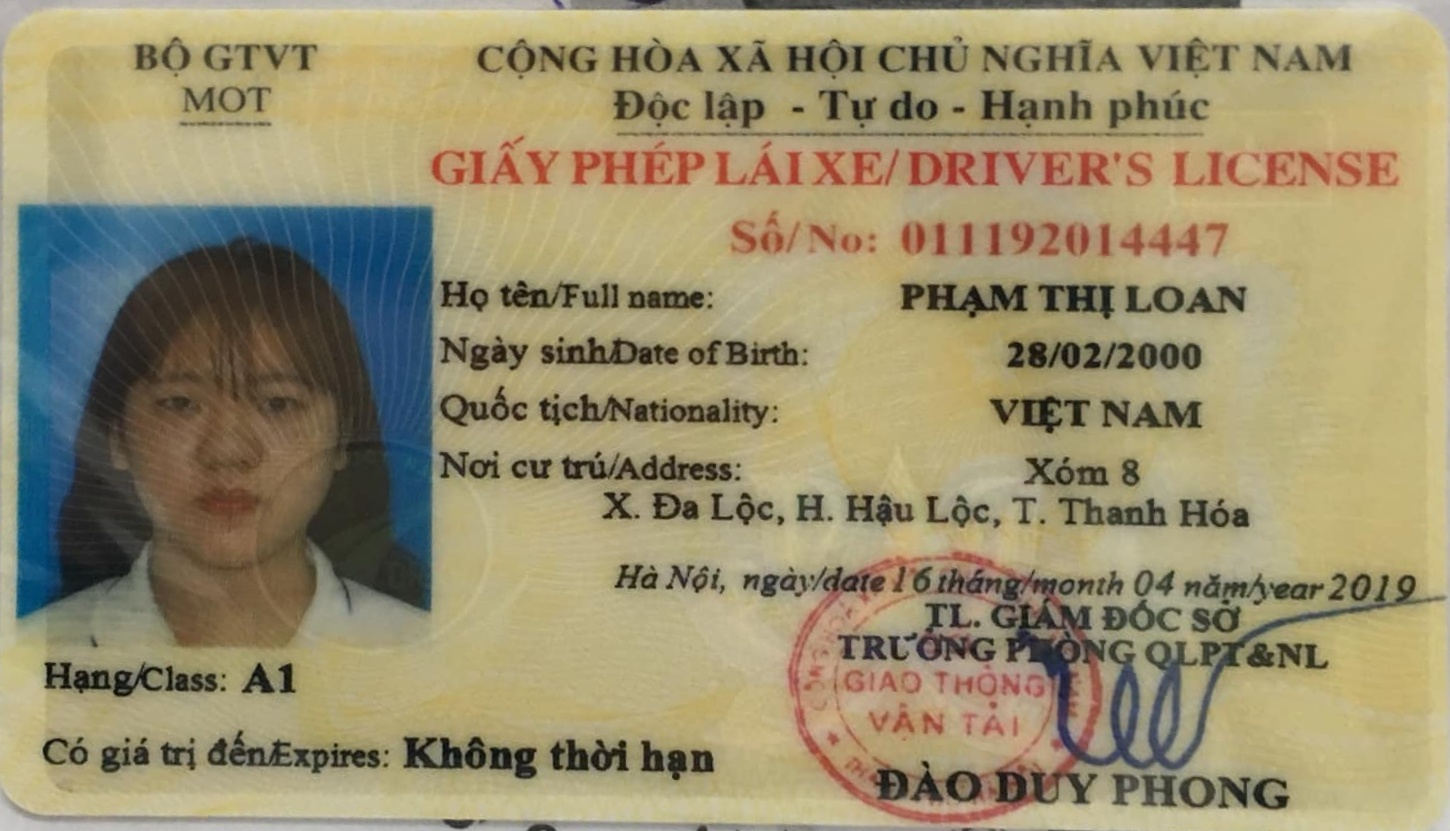 BỘ GTVT
MOT
CỘNG HÒA XÃ HỘI CHỦ NGHĨA VIỆT NAM
Độc lập - Tự do - Hạnh phúc
GIẤY PHÉP LÁI XE/ DRIVER'S LICENSE
Số/ No: 011192014447
Họ tên/Full name: PHẠM THỊ LOAN
Ngày sinh/Date of Birth: 28/02/2000
Quốc tịch/Nationality: VIỆT NAM
Nơi cư trú/Address: Xóm 8
X. Đa Lộc, H. Hậu Lộc, T. Thanh Hóa
Hà Nội, ngày/date 16 tháng/month 04 năm/year 2019
TL. GIÁM ĐỐC SỞ
TRƯỞNG PHÒNG QLPT&NL
GIAO THÔNG
VẬN TẢI
ĐÀO DUY PHONG
Hạng/Class: A1
Có giá trị đến/Expires: Không thời hạn